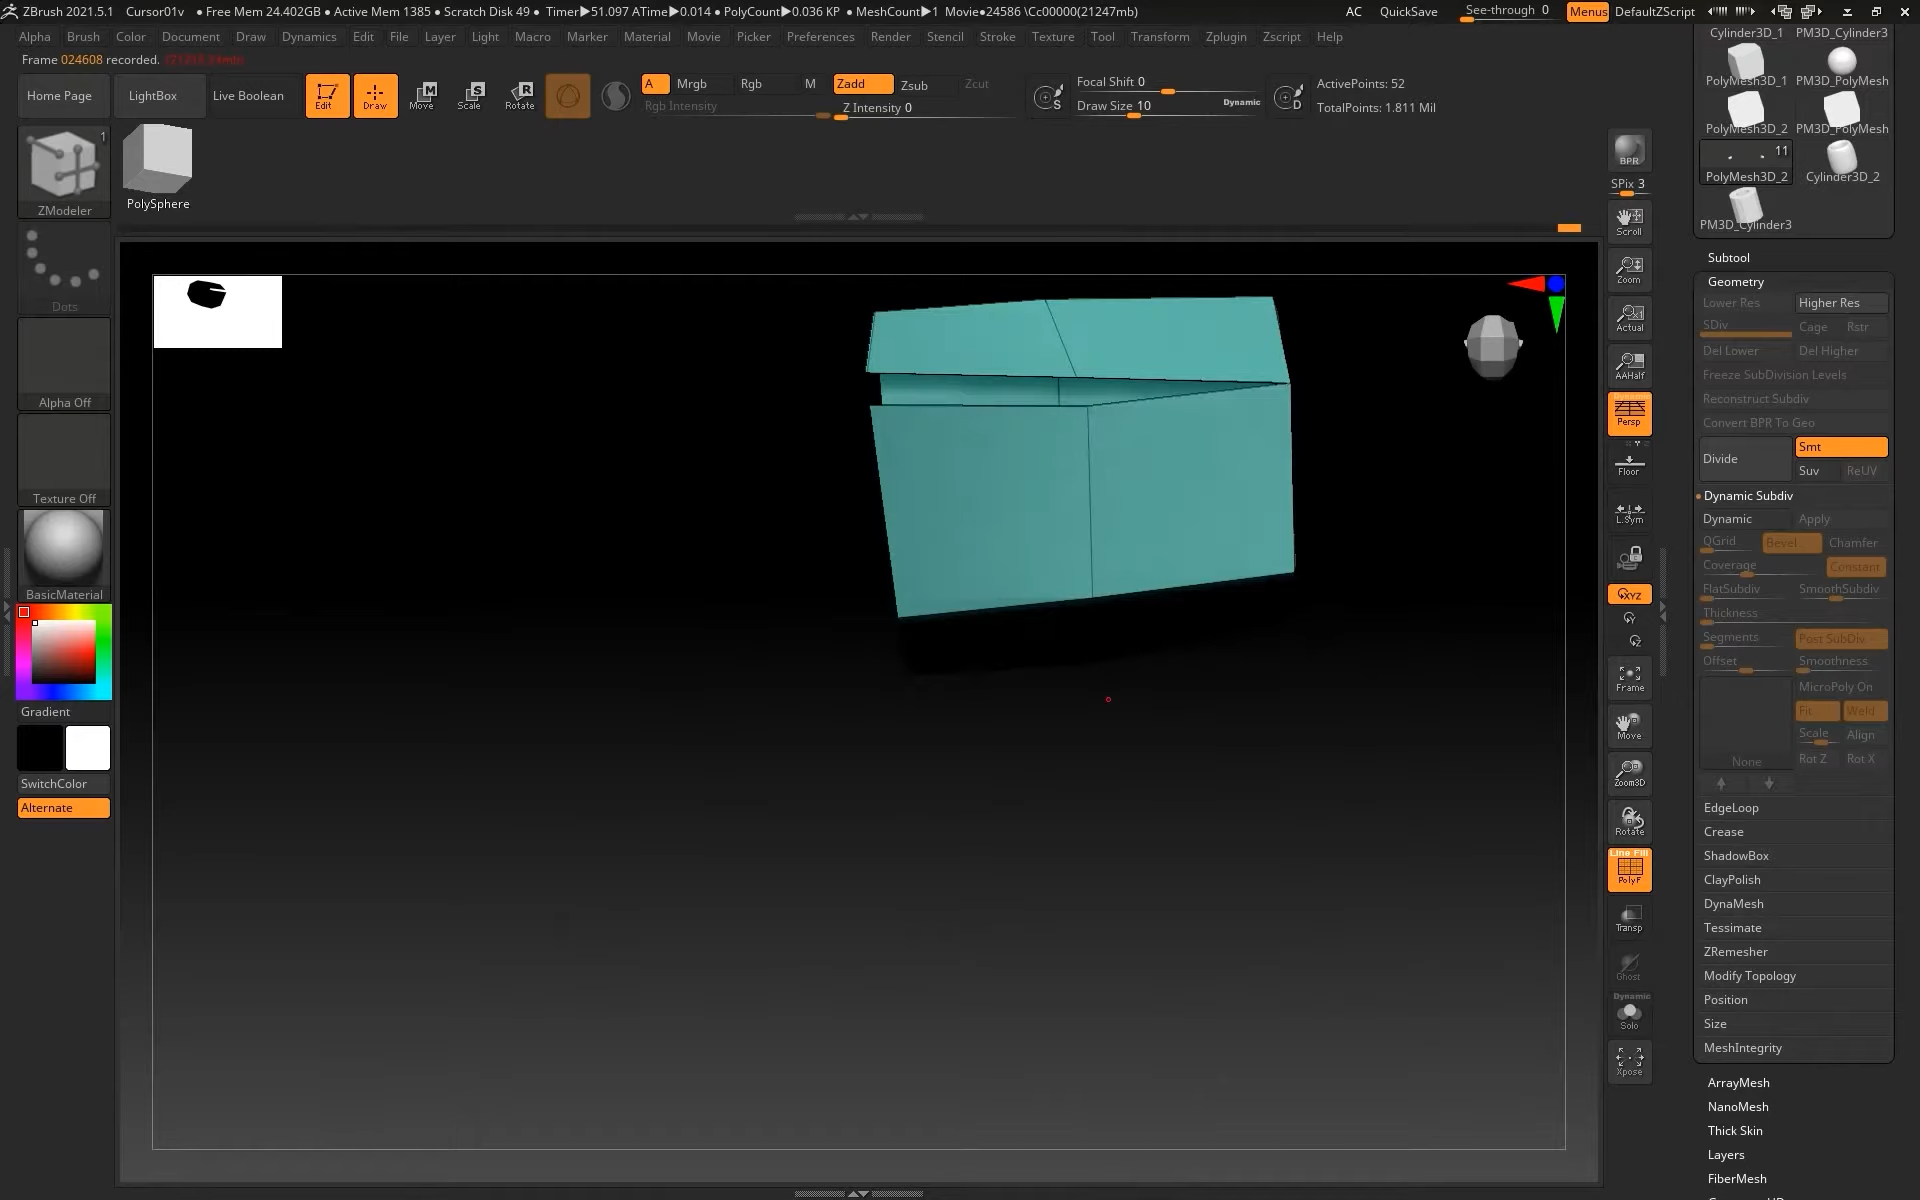 ZBrush 2021.5.1 Cursor01v • Free Mem 24.402GB • Active Mem 1385 • Scratch Disk 49 • Timer▶51.097 ATime▶0.014 • PolyCount▶0.036 KP • MeshCount▶1 Movie●24586 \Cc00000(21247mb) AC QuickSave See-through 0 Menus DefaultZScript
Alpha Brush Color Document Draw Dynamics Edit File Layer Light Macro Marker Material Movie Picker Preferences Render Stencil Stroke Texture Tool Transform Zplugin Zscript Help
Frame 024608 recorded.
Home Page LightBox Live Boolean Edit Draw Move Scale Rotate
A Mrgb Rgb M Zadd Zsub Zcut
Rgb Intensity Z Intensity 0
Focal Shift 0
Draw Size 10 Dynamic
S D
ActivePoints: 52
TotalPoints: 1.811 Mil
1
ZModeler
PolySphere
Dots
Alpha Off
Texture Off
BasicMaterial
Gradient
SwitchColor
Alternate
BPR
SPix 3
Scroll
Zoom
Actual
AAHalf
Dynamic
Persp
Floor
L.Sym
XYZ
Frame
Move
Zoom3D
Rotate
Line Fill
PolyF
Transp
Ghost
Dynamic
Solo
Xpose
Cylinder3D_1 PM3D_Cylinder3
PolyMesh3D_1 PM3D_PolyMesh
PolyMesh3D_2 PM3D_PolyMesh
11
PolyMesh3D_2 Cylinder3D_2
PM3D_Cylinder3
Subtool
Geometry
Lower Res Higher Res
SDiv Cage Rstr
Del Lower Del Higher
Freeze SubDivision Levels
Reconstruct Subdiv
Convert BPR To Geo
Divide Smt
Suv ReUV
Dynamic Subdiv
Dynamic Apply
QGrid Bevel Chamfer
Coverage Constant
FlatSubdiv SmoothSubdiv
Thickness
Segments Post SubDiv
Offset Smoothness
MicroPoly On
Fit Weld
Scale Align
None Rot Z Rot X
EdgeLoop
Crease
ShadowBox
ClayPolish
DynaMesh
Tessimate
ZRemesher
Modify Topology
Position
Size
MeshIntegrity
ArrayMesh
NanoMesh
Thick Skin
Layers
FiberMesh